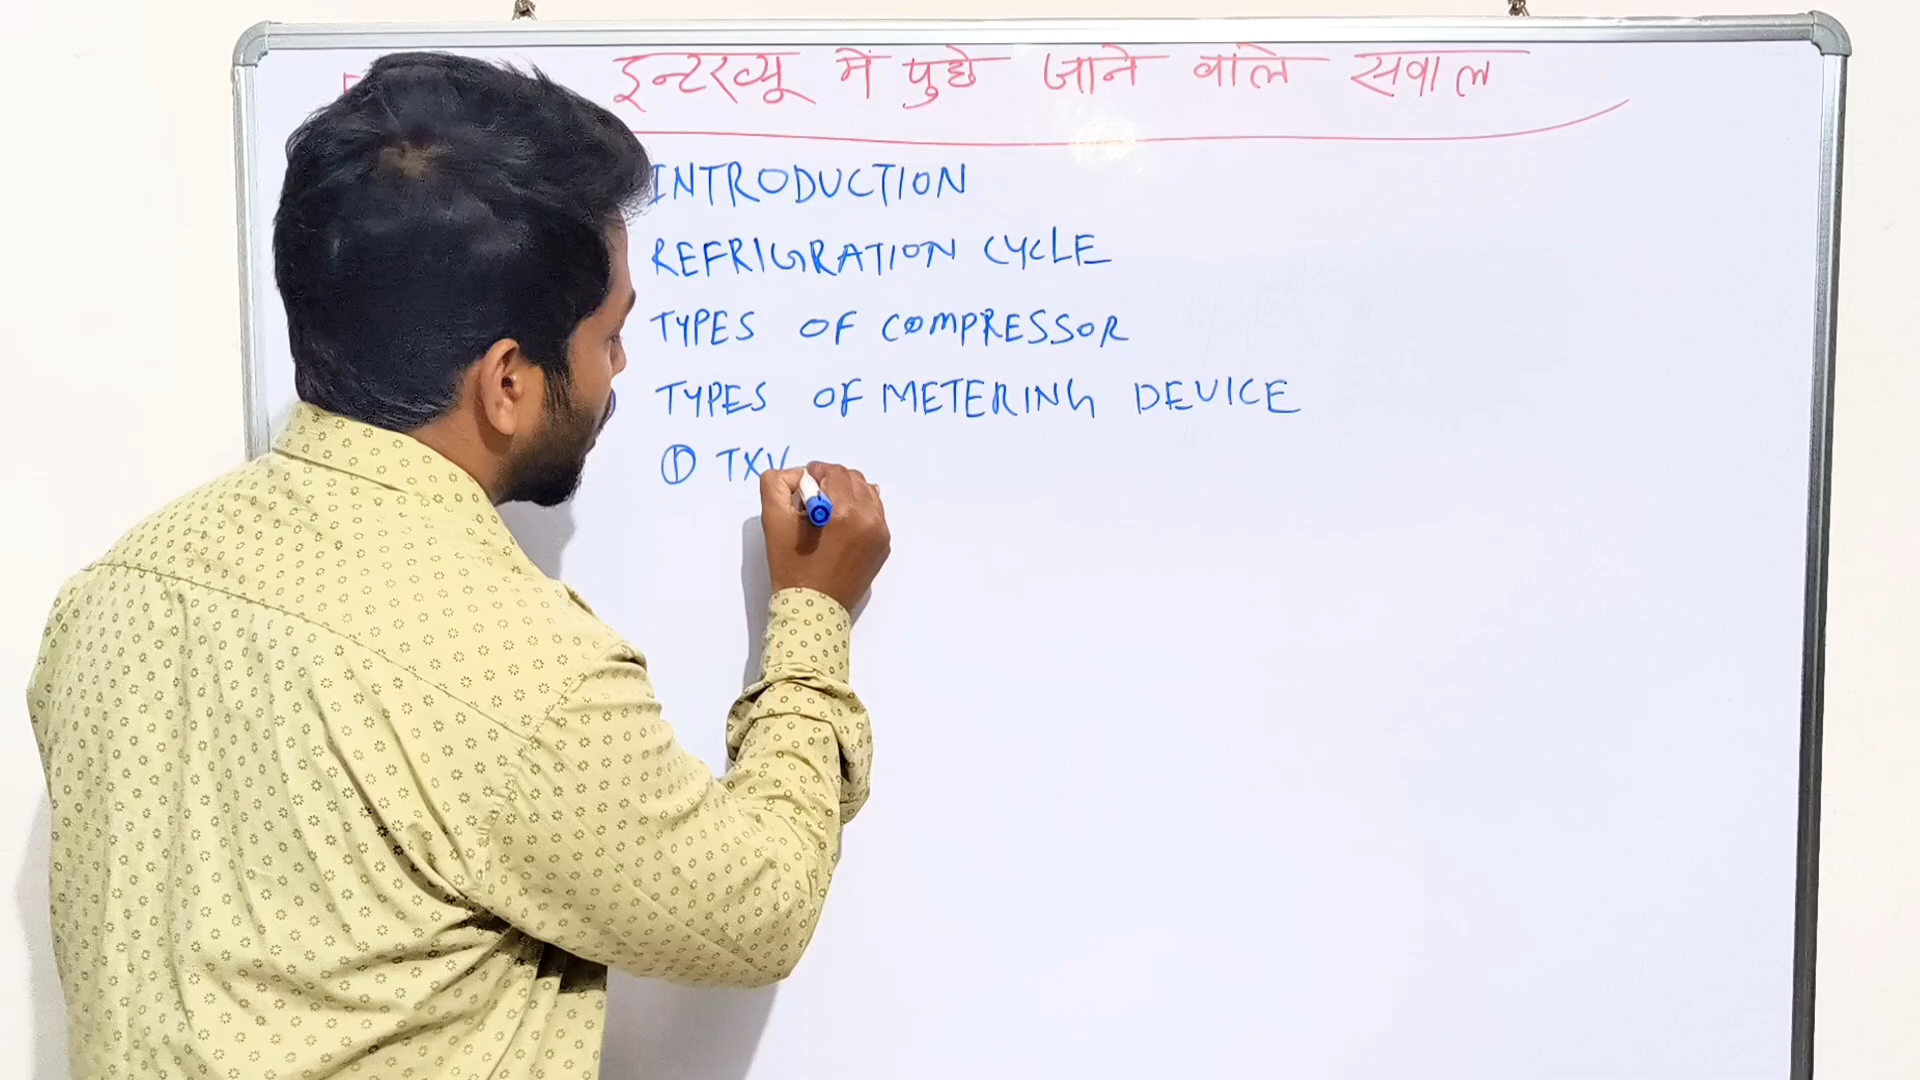 इन्टरव्यू में पुछे जाने वाले सवाल
INTRODUCTION
REFRIGRATION CYCLE
TYPES OF COMPRESSOR
TYPES OF METERING DEVICE
① TXV